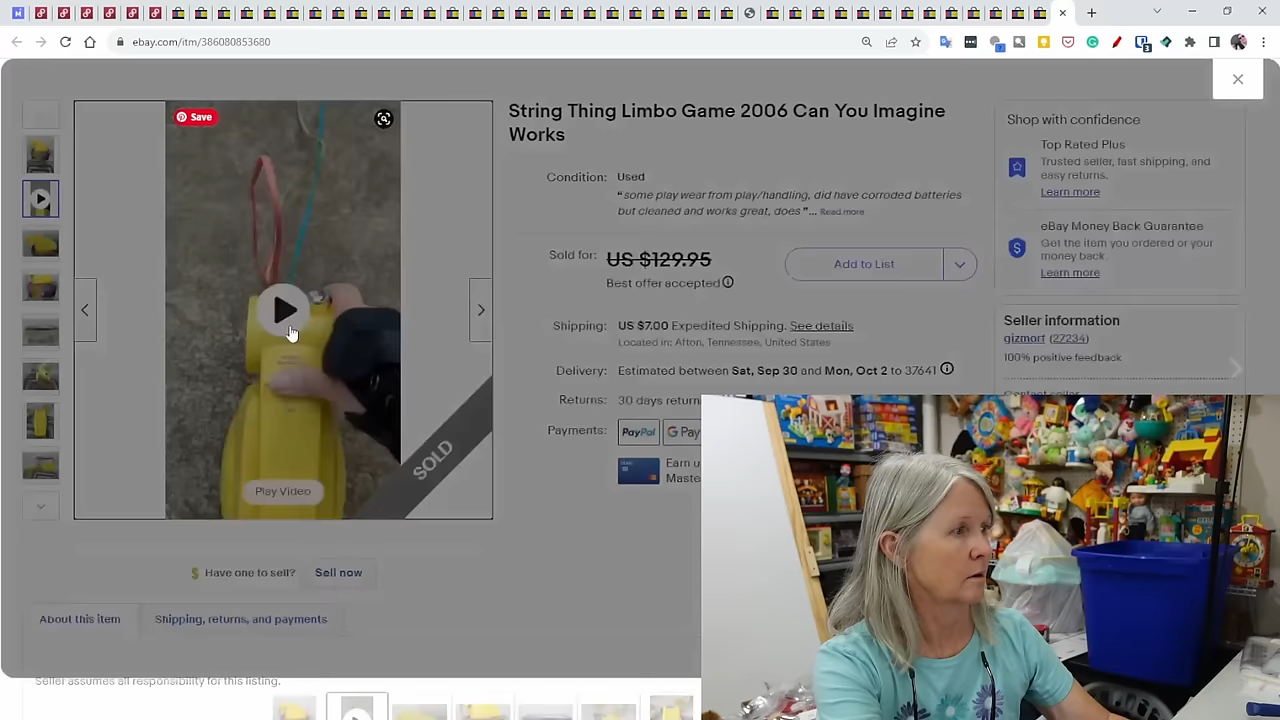 ebay.com/itm/386080853680
Save
String Thing Limbo Game 2006 Can You Imagine
Works
Condition:
Used
“some play wear from play/handling, did have corroded batteries
but cleaned and works great, does ”... Read more
Sold for:
US $129.95
Best offer accepted
Add to List
Shipping:
US $7.00 Expedited Shipping. See details
Located in: Afton, Tennessee, United States
Delivery:
Estimated between Sat, Sep 30 and Mon, Oct 2 to 37641
Returns:
30 days return
Payments:
PayPal
G Pay
Earn u
Maste
Shop with confidence
Top Rated Plus
Trusted seller, fast shipping, and
easy returns.
Learn more
eBay Money Back Guarantee
Get the item you ordered or your
money back.
Learn more
Seller information
gizmort (27234)
100% positive feedback
SOLD
Play Video
Have one to sell?
Sell now
About this item
Shipping, returns, and payments
Seller assumes all responsibility for this listing.